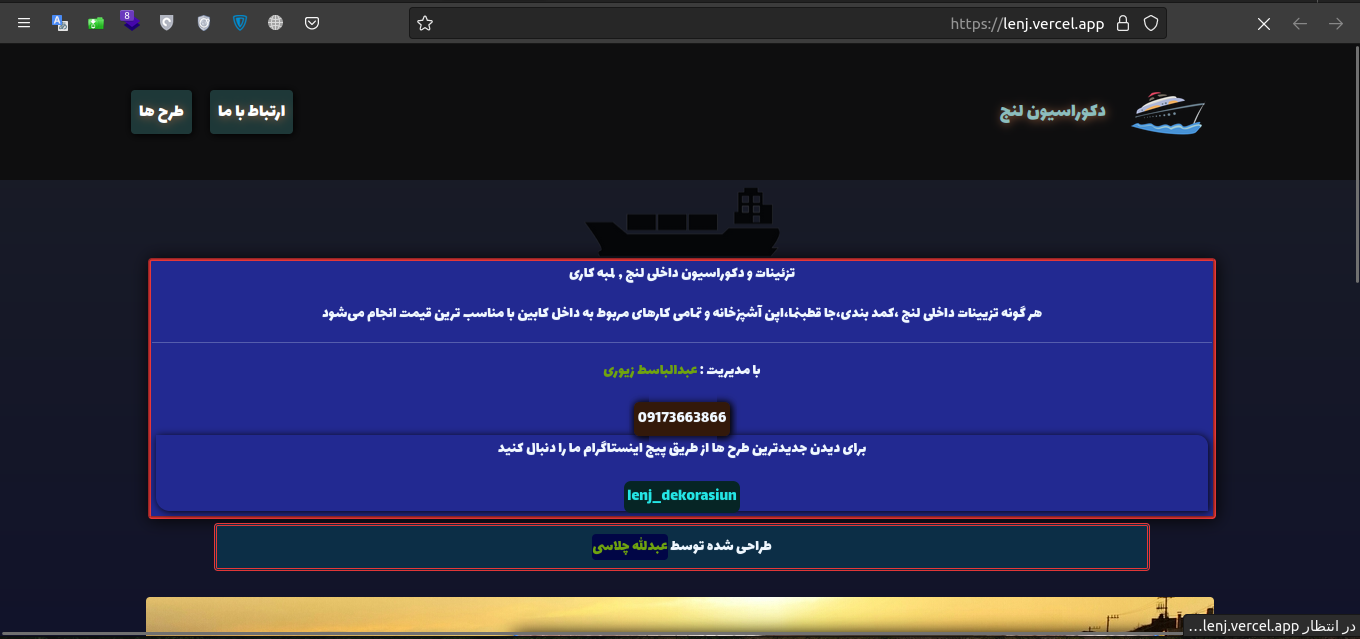 8
https://lenj.vercel.app
دکوراسیون لنج
ارتباط با ما
طرح ها
تزئینات و دکوراسیون داخلی لنج , لمبه کاری
هر گونه تزیینات داخلی لنج ،کمد بندی،جا قطبنما،اپن آشپزخانه و تمامی کارهای مربوط به داخل کابین با مناسب ترین قیمت انجام می‌شود
با مدیریت : عبدالباسط زیوری
09173663866
برای دیدن جدیدترین طرح ها از طریق پیج اینستاگرام ما را دنبال کنید
lenj_dekorasiun
طراحی شده توسط عبدلله چلاسی
در انتظار lenj.vercel.app…